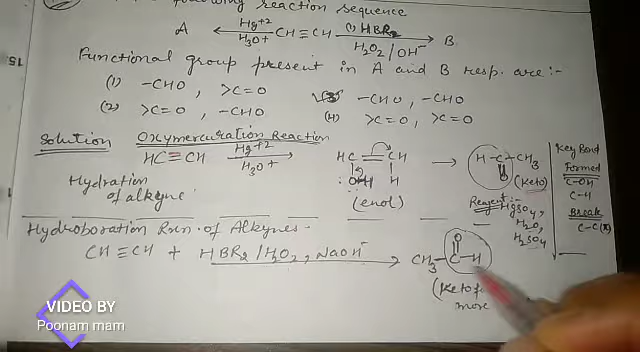 following reaction sequence
A ← Hg+2 / H3O+ CH≡CH (1) HBR2 / H2O2/OH- → B
Functional group present in A and B resp. are:-
(1) -CHO, >C=O (3) -CHO, -CHO
(2) >C=O, -CHO (4) >C=O, >C=O
Solution Oxymercuration Reaction
HC≡CH Hg+2 / H3O+ → HC=CH → H-C-CH3
O
:OH H (Keto)
Hydration of alkyne (enol)
Key Bond Formed
C-OH
C-H
Break
C-C(π)
Reagent: HgSO4, H2O, H2SO4
Hydroboration Rxn. of Alkynes-
CH≡CH + HBR2/H2O2, NaOH → CH3-C-H
O
(Keto
more
VIDEO BY
Poonam mam
15